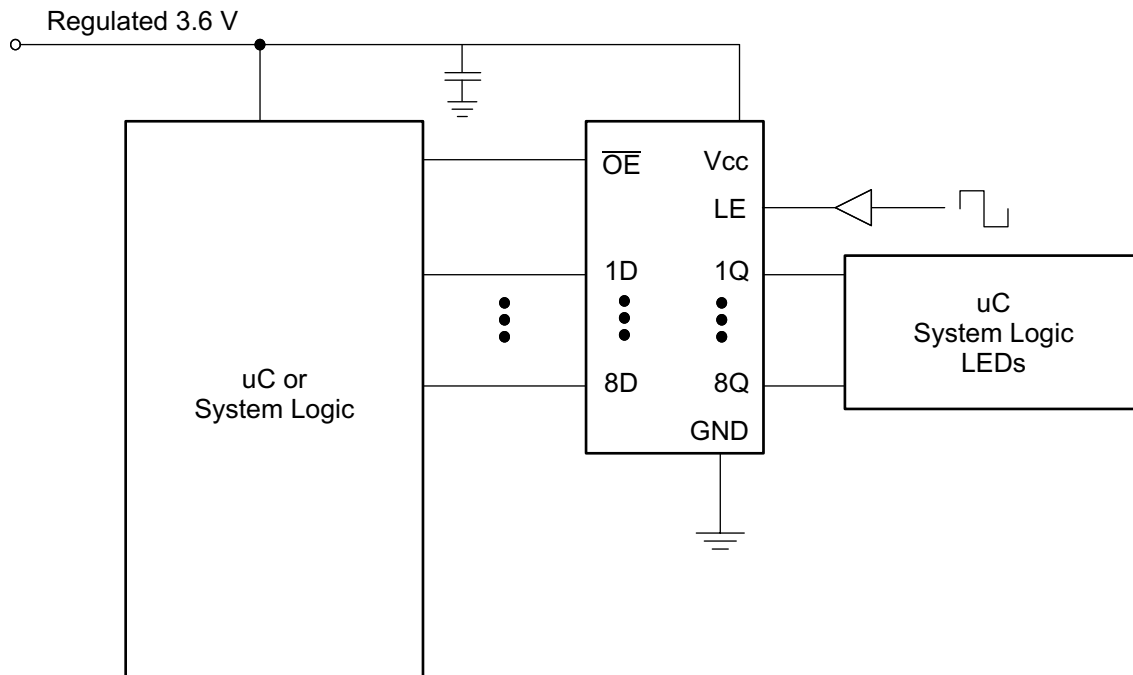 Regulated 3.6 V
OE Vcc
LE
1D 1Q
uC
System Logic
LEDs
uC or
System Logic
8D 8Q
GND